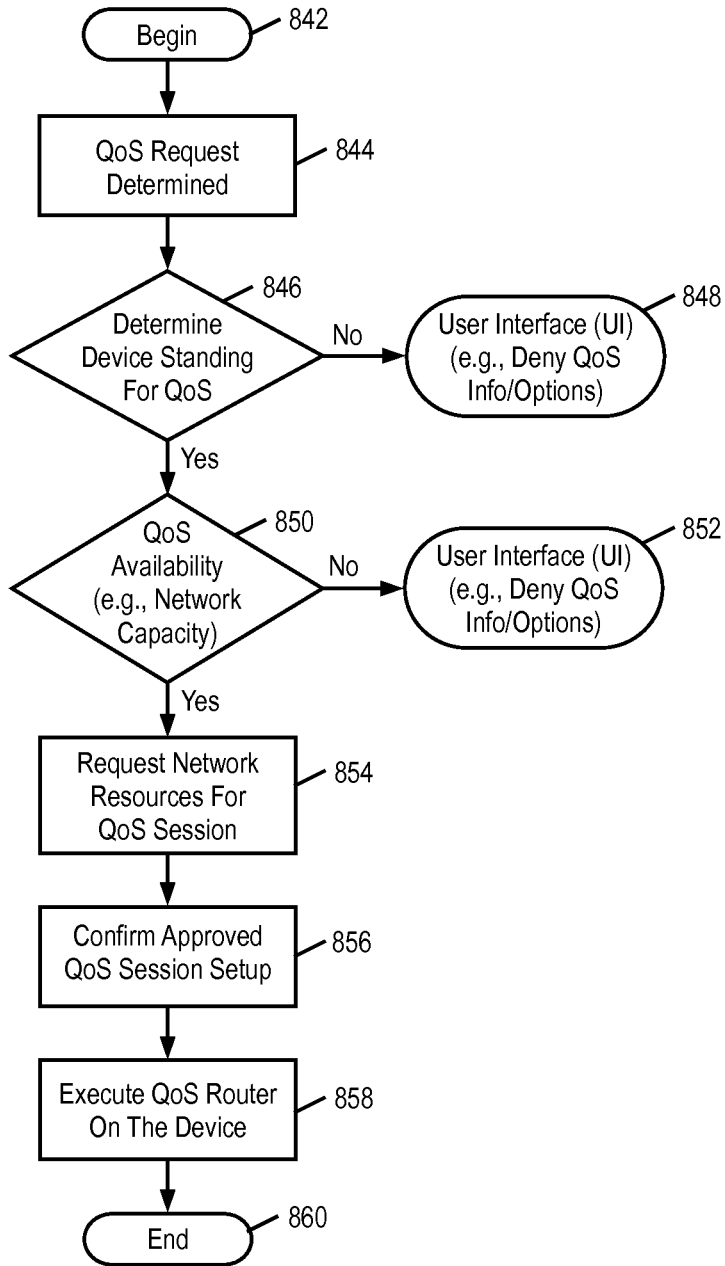 Begin
842
QoS Request
Determined
844
846
Determine
Device Standing
For QoS
No
848
User Interface (UI)
(e.g., Deny QoS
Info/Options)
Yes
850
QoS
Availability
(e.g., Network
Capacity)
No
852
User Interface (UI)
(e.g., Deny QoS
Info/Options)
Yes
Request Network
Resources For
QoS Session
854
Confirm Approved
QoS Session Setup
856
Execute QoS Router
On The Device
858
End
860